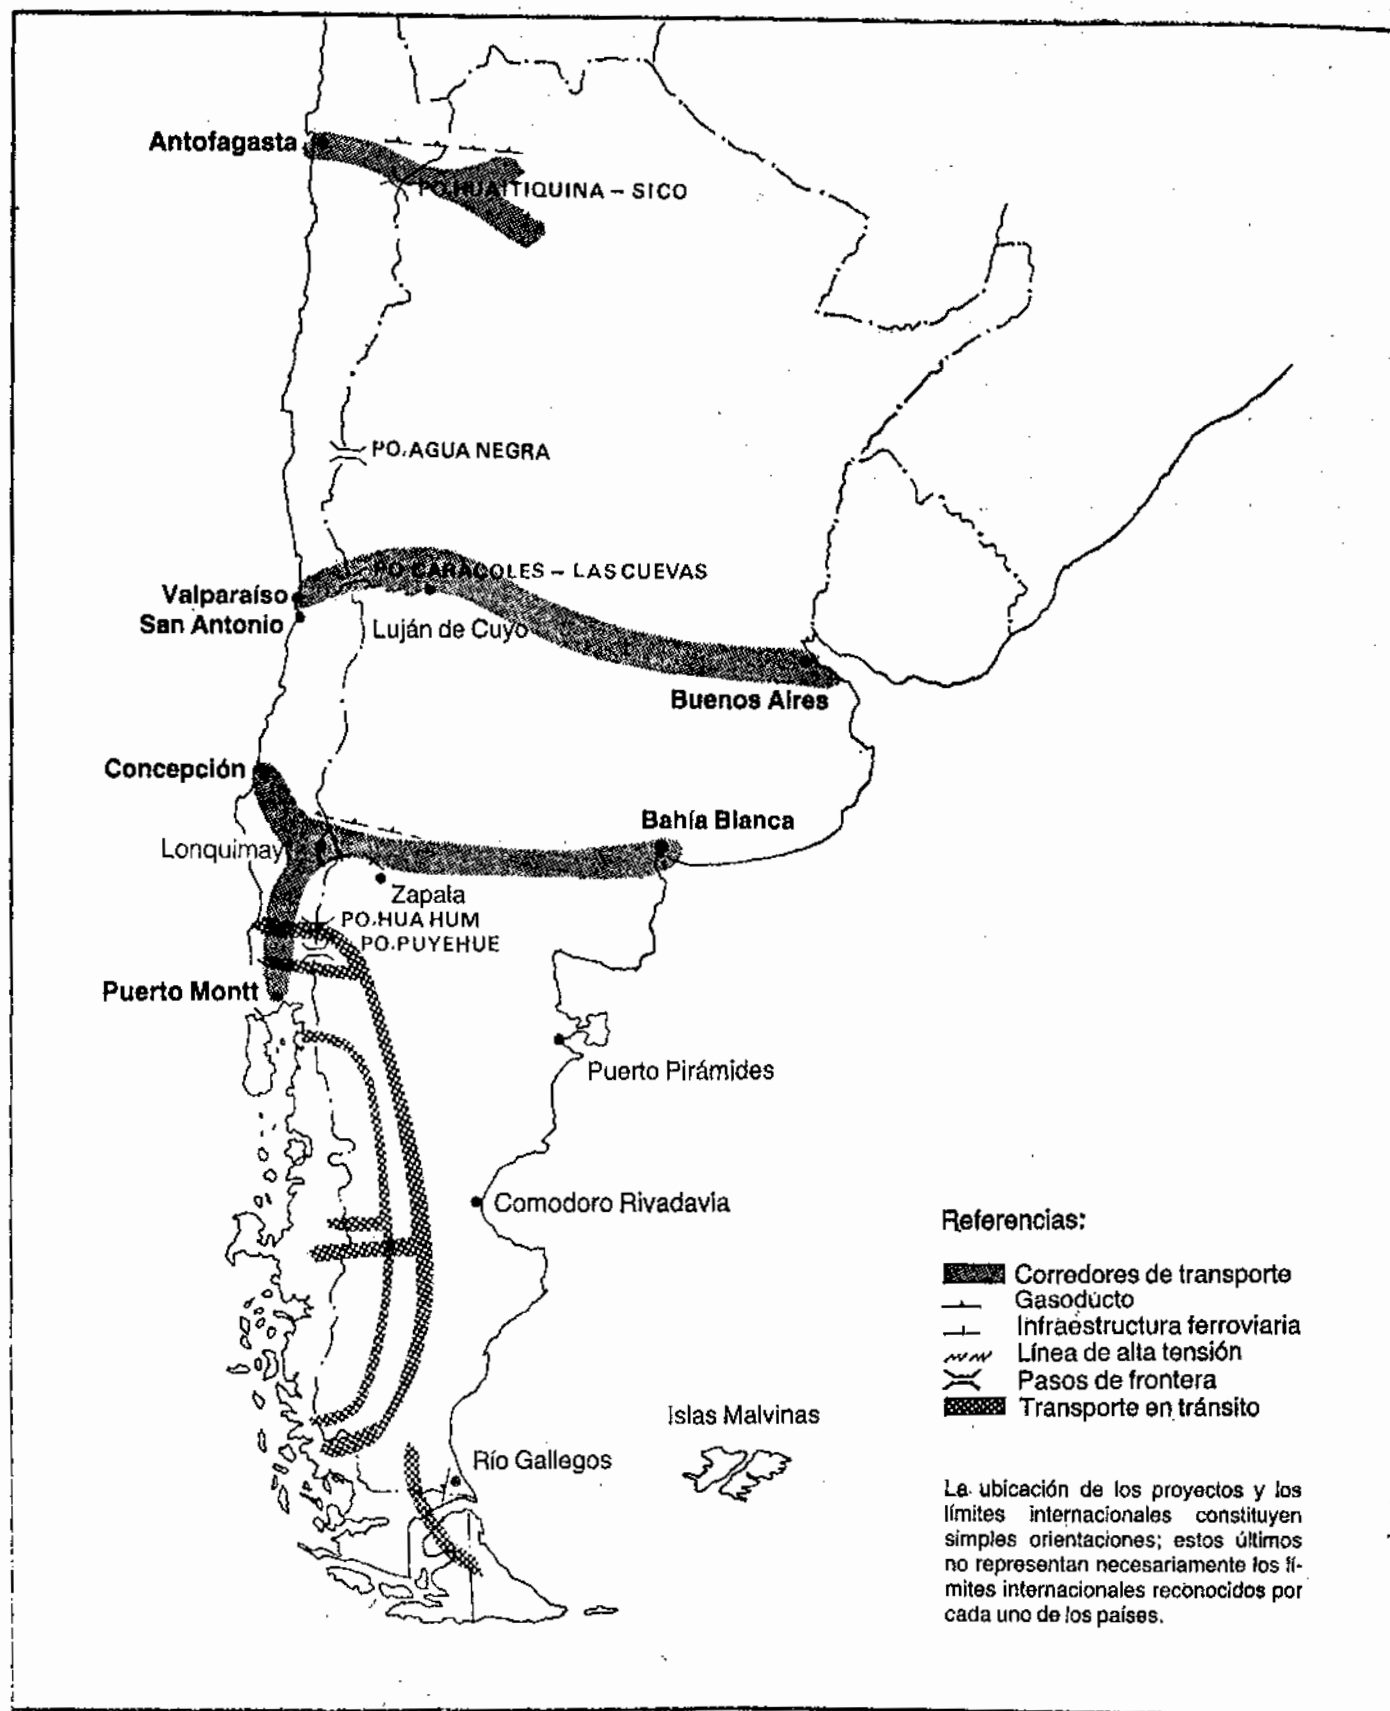 Antofagasta
PO.HUAITIQUINA – SICO
PO.AGUA NEGRA
PO.CARACOLES – LAS CUEVAS
Valparaíso
San Antonio
Luján de Cuyo
Buenos Aires
Concepción
Bahía Blanca
Lonquimay
Zapala
PO.HUA HUM
PO.PUYEHUE
Puerto Montt
Puerto Pirámides
Comodoro Rivadavia
Referencias:
Corredores de transporte
Gasoducto
Infraestructura ferroviaria
Línea de alta tensión
Pasos de frontera
Transporte en tránsito
Islas Malvinas
Río Gallegos
La ubicación de los proyectos y los
límites internacionales constituyen
simples orientaciones; estos últimos
no representan necesariamente los lí-
mites internacionales reconocidos por
cada uno de los países.